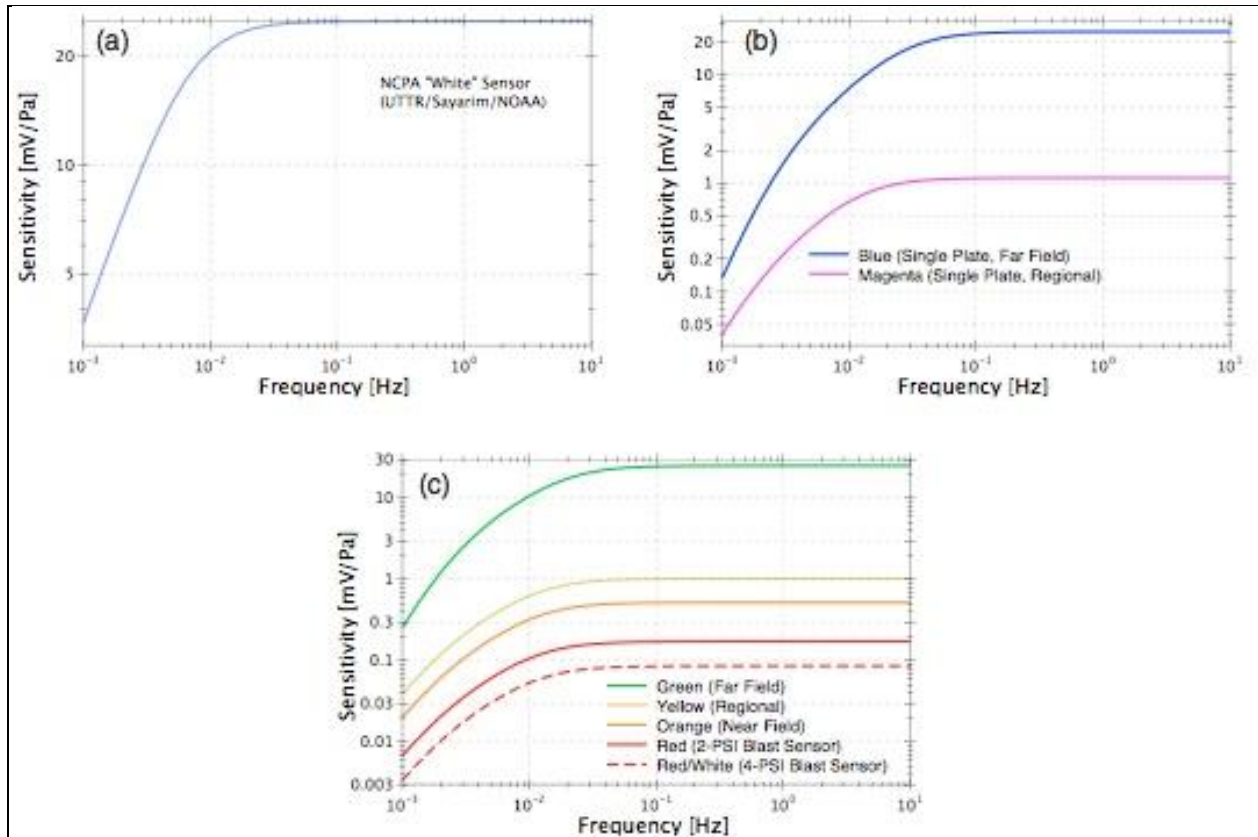 (a)
NCPA "White" Sensor
(UTTR/Sayarim/NOAA)
Sensitivity [mV/Pa]
20
10
5
10⁻³ 10⁻² 10⁻¹ 10⁰ 10¹
Frequency [Hz]
(b)
Sensitivity [mV/Pa]
20
10
5
2
1
0.5
0.2
0.1
0.05
Blue (Single Plate, Far Field)
Magenta (Single Plate, Regional)
10⁻³ 10⁻² 10⁻¹ 10⁰ 10¹
Frequency [Hz]
(c)
Sensitivity [mV/Pa]
30
10
3
1
0.3
0.1
0.03
0.01
0.003
Green (Far Field)
Yellow (Regional)
Orange (Near Field)
Red (2-PSI Blast Sensor)
Red/White (4-PSI Blast Sensor)
10⁻³ 10⁻² 10⁻¹ 10⁰ 10¹
Frequency [Hz]